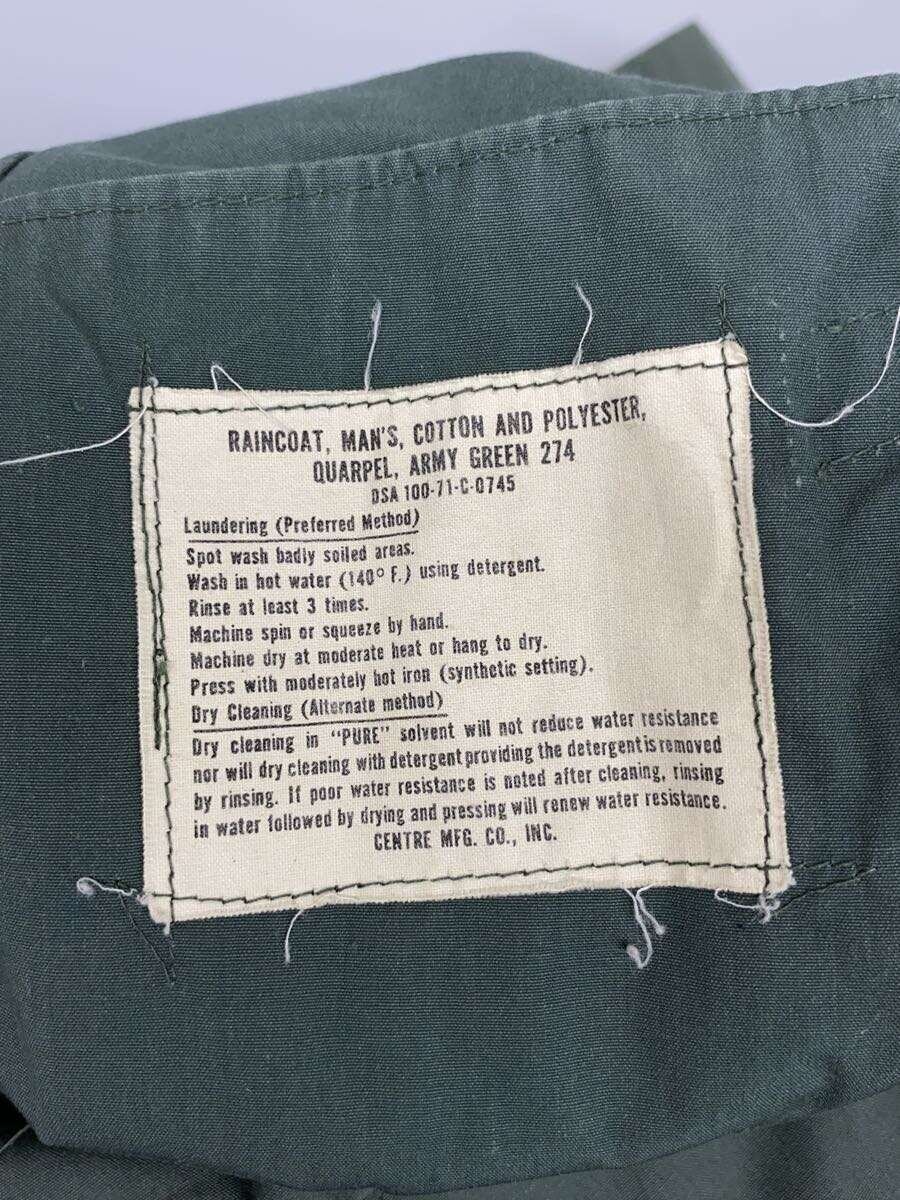 RAINCOAT, MAN'S, COTTON AND POLYESTER,
QUARPEL, ARMY GREEN 274
DSA 100-71-C-0745
Laundering (Preferred Method)
Spot wash badly soiled areas.
Wash in hot water (140° F.) using detergent.
Rinse at least 3 times.
Machine spin or squeeze by hand.
Machine dry at moderate heat or hang to dry.
Press with moderately hot iron (synthetic setting).
Dry Cleaning (Alternate method)
Dry cleaning in "PURE" solvent will not reduce water resistance
nor will dry cleaning with detergent providing the detergent is removed
by rinsing. If poor water resistance is noted after cleaning, rinsing
in water followed by drying and pressing will renew water resistance.
CENTRE MFG. CO., INC.